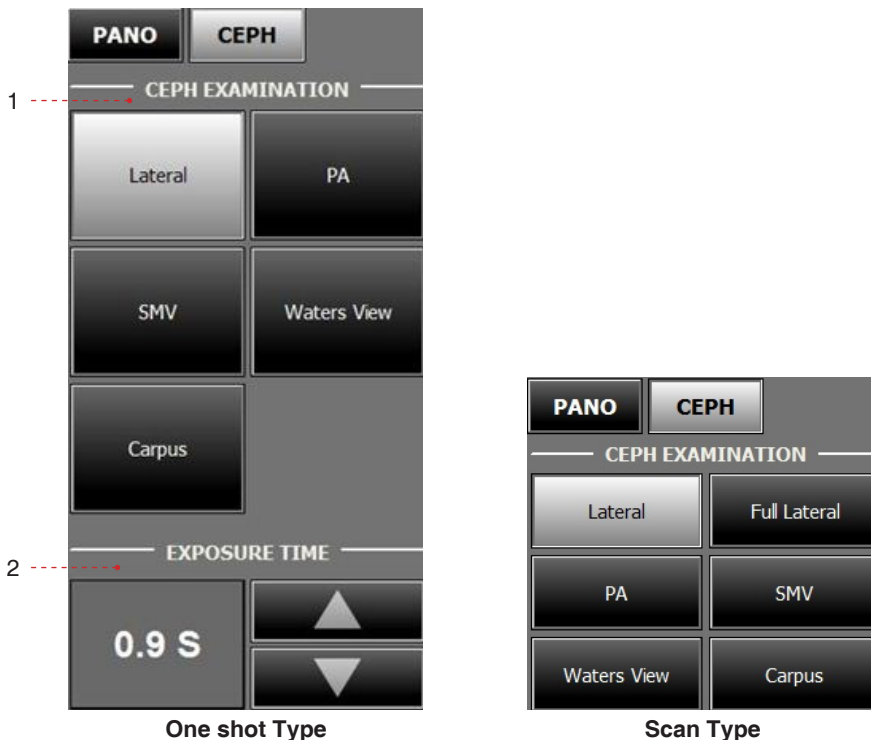 PANO CEPH
1
CEPH EXAMINATION
Lateral PA
SMV Waters View
Carpus
2
EXPOSURE TIME
0.9 S
One shot Type
PANO CEPH
CEPH EXAMINATION
Lateral Full Lateral
PA SMV
Waters View Carpus
Scan Type